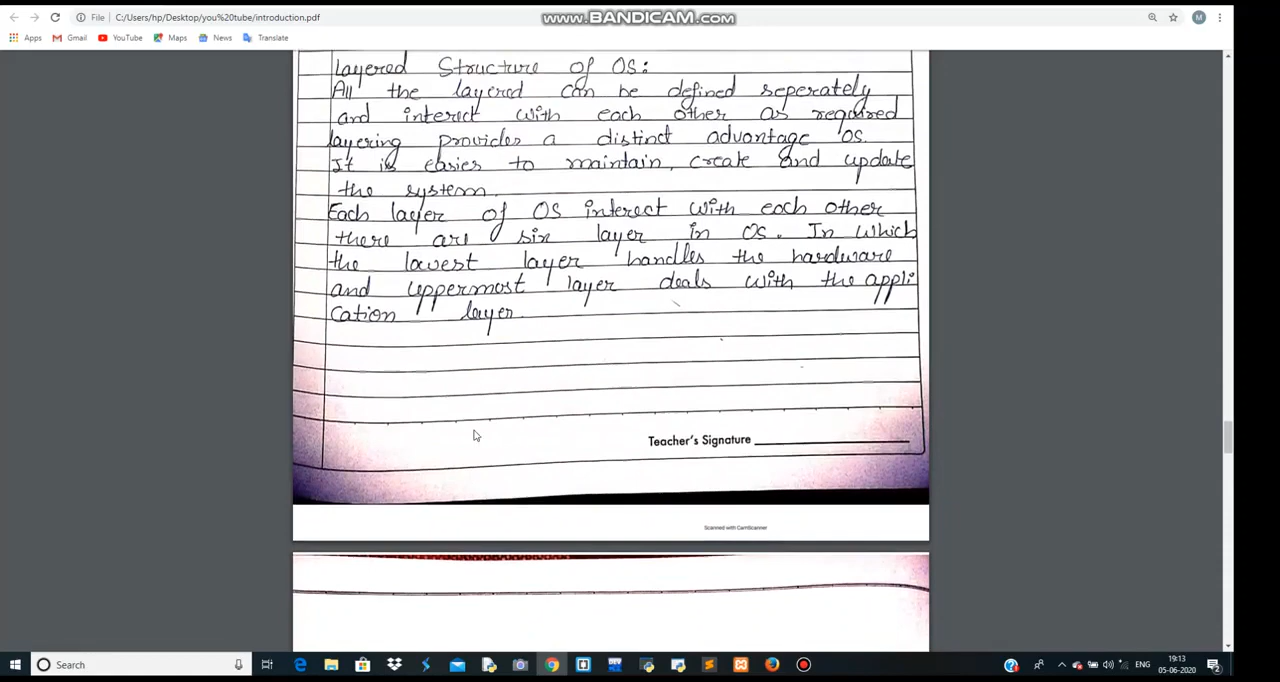 File
C:/Users/hp/Desktop/you%20tube/introduction.pdf
www.BANDICAM.com
M
Apps Gmail YouTube Maps News Translate
Layered Structure of OS:
All the layered can be defined seperately
and interect with each other as required
layering provides a distinct advantage OS.
It is easies to maintain, create and update
the system.
Each layer of OS interect with each other
there are six layer in OS. In which
the lowest layer handles the hardware
and uppermost layer deals with the appli
cation layer.
Teacher's Signature
Scanned with CamScanner
Search
ENG
19:13
05-06-2020
2